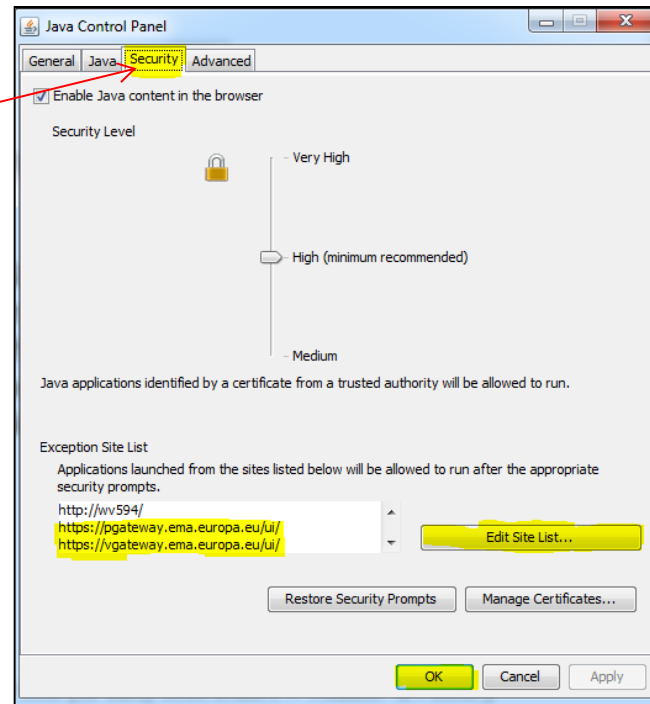 Java Control Panel
General Java Security Advanced
Enable Java content in the browser
Security Level
Very High
High (minimum recommended)
Medium
Java applications identified by a certificate from a trusted authority will be allowed to run.
Exception Site List
Applications launched from the sites listed below will be allowed to run after the appropriate
security prompts.
http://wv594/
https://pgateway.ema.europa.eu/ui/
https://vgateway.ema.europa.eu/ui/
Edit Site List...
Restore Security Prompts Manage Certificates...
OK Cancel Apply